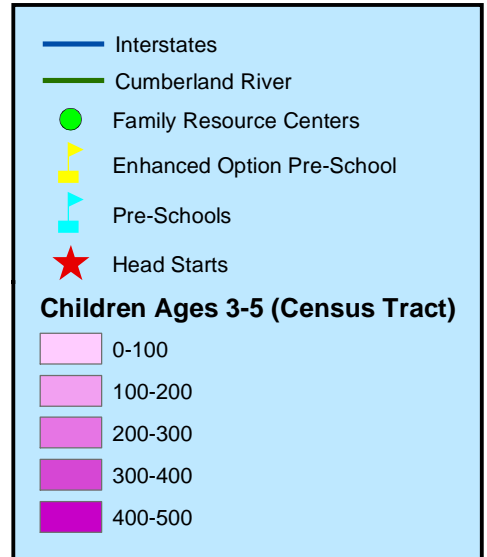 Interstates
Cumberland River
Family Resource Centers
Enhanced Option Pre-School
Pre-Schools
Head Starts
Children Ages 3-5 (Census Tract)
0-100
100-200
200-300
300-400
400-500